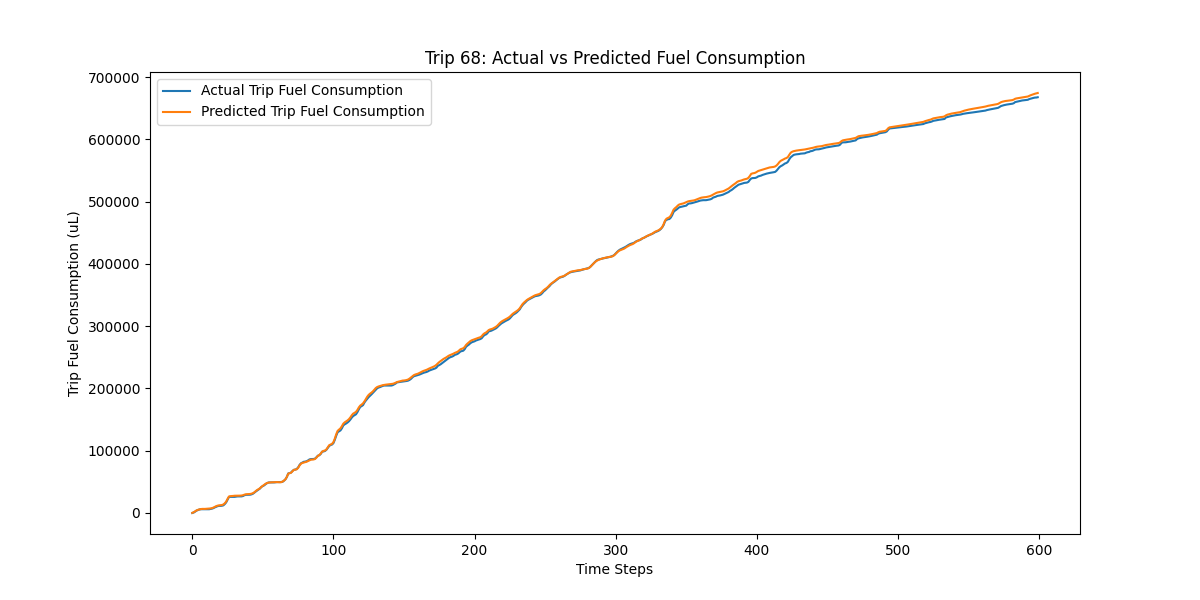 Trip 68: Actual vs Predicted Fuel Consumption
Actual Trip Fuel Consumption
Predicted Trip Fuel Consumption
Trip Fuel Consumption (uL)
700000
600000
500000
400000
300000
200000
100000
0
0 100 200 300 400 500 600
Time Steps